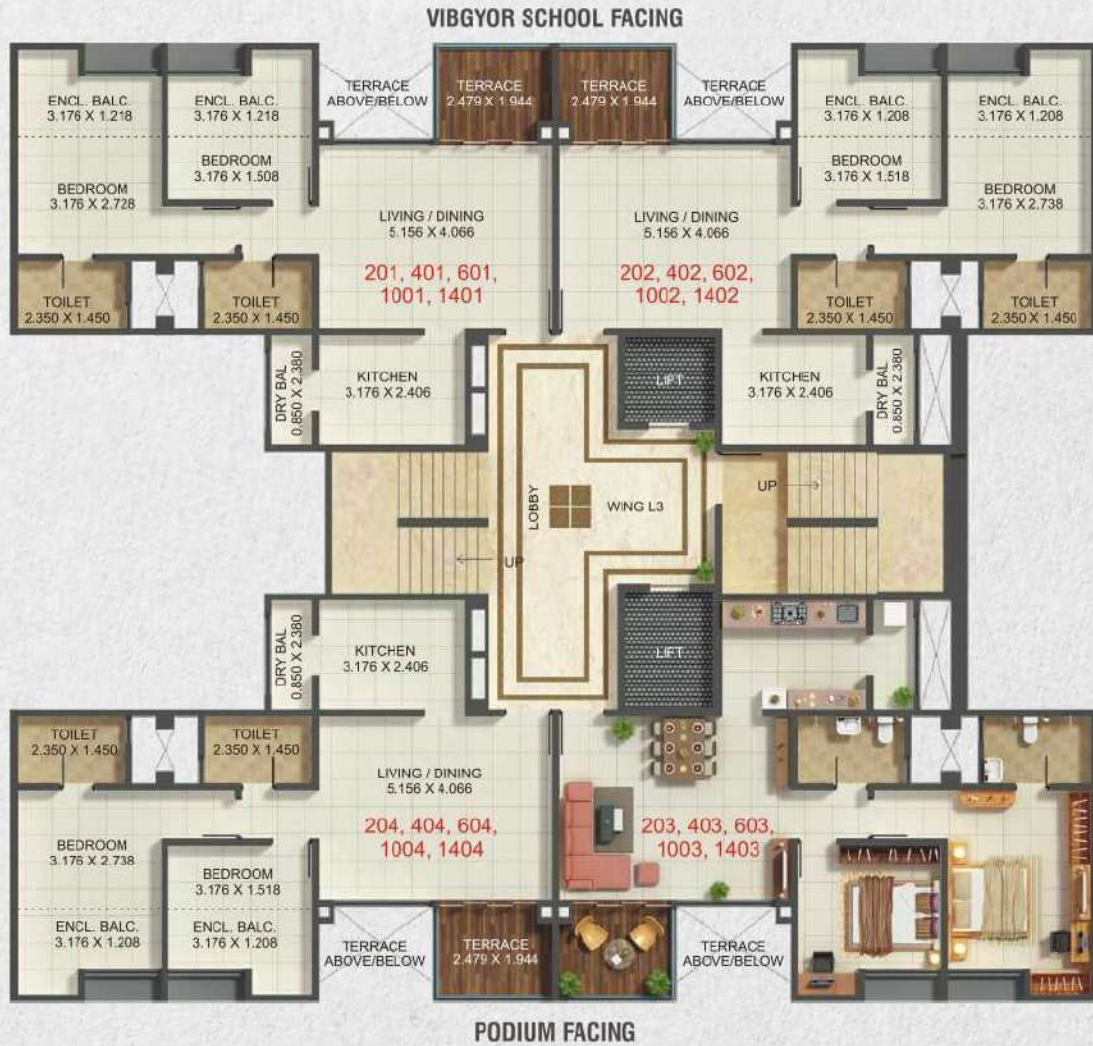 VIBGYOR SCHOOL FACING
ENCL. BALC.
3.176 X 1.218
BEDROOM
3.176 X 2.728
ENCL. BALC.
3.176 X 1.218
BEDROOM
3.176 X 1.508
TERRACE
ABOVE/BELOW
TERRACE
2.479 X 1.944
TERRACE
2.479 X 1.944
TERRACE
ABOVE/BELOW
ENCL. BALC.
3.176 X 1.208
BEDROOM
3.176 X 1.518
ENCL. BALC.
3.176 X 1.208
BEDROOM
3.176 X 2.738
LIVING / DINING
5.156 X 4.066
201, 401, 601,
1001, 1401
LIVING / DINING
5.156 X 4.066
202, 402, 602,
1002, 1402
TOILET
2.350 X 1.450
TOILET
2.350 X 1.450
TOILET
2.350 X 1.450
TOILET
2.350 X 1.450
DRY BAL
0.850 X 2.380
KITCHEN
3.176 X 2.406
LIFT
KITCHEN
3.176 X 2.406
DRY BAL
0.850 X 2.380
LOBBY
WING L3
UP
UP
DRY BAL
0.850 X 2.380
KITCHEN
3.176 X 2.406
LIFT
TOILET
2.350 X 1.450
TOILET
2.350 X 1.450
LIVING / DINING
5.156 X 4.066
204, 404, 604,
1004, 1404
203, 403, 603,
1003, 1403
BEDROOM
3.176 X 2.738
ENCL. BALC.
3.176 X 1.208
BEDROOM
3.176 X 1.518
ENCL. BALC.
3.176 X 1.208
TERRACE
ABOVE/BELOW
TERRACE
2.479 X 1.944
TERRACE
ABOVE/BELOW
PODIUM FACING